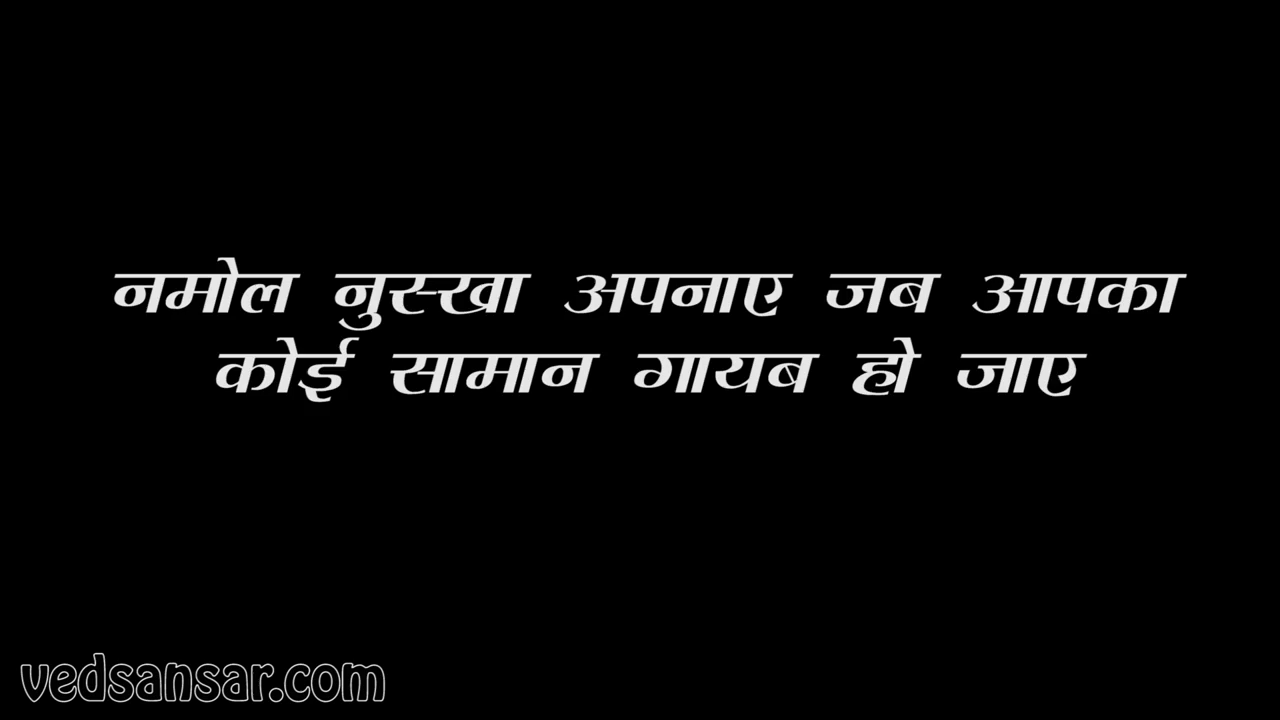 नमोल नुस्खा अपनाए जब आपका
कोई सामान गायब हो जाए
vedsansar.com